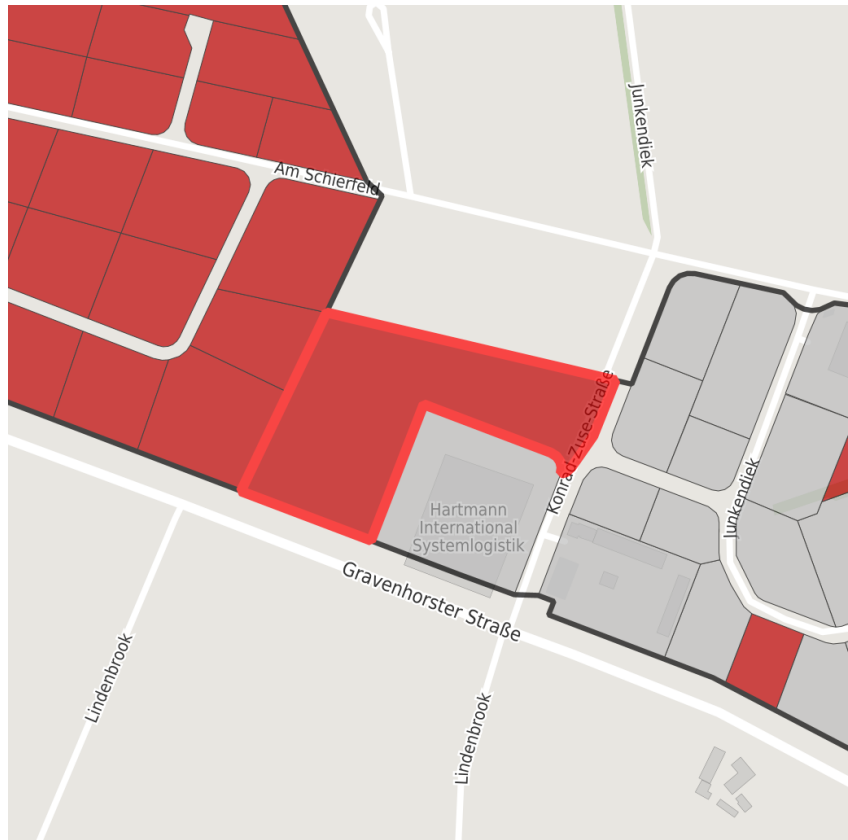 Junkendiek
Am Schierfeld
Konrad-Zuse-Straße
Junkendiek
Hartmann
International
Systemlogistik
Gravenhorster Straße
Lindenbrook
Lindenbrook